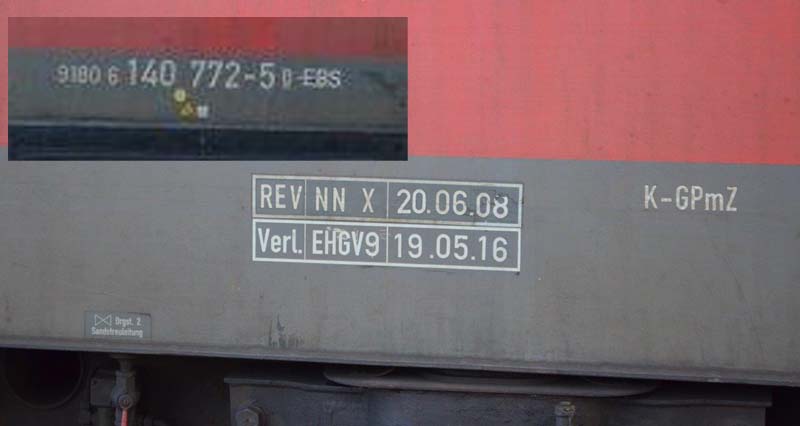 9180 6 140 772-5 D-EBS
REV NN X 20.06.08
K-GPmZ
Verl. EHGV9 19.05.16
Drgst. 2
Sandstreuleitung